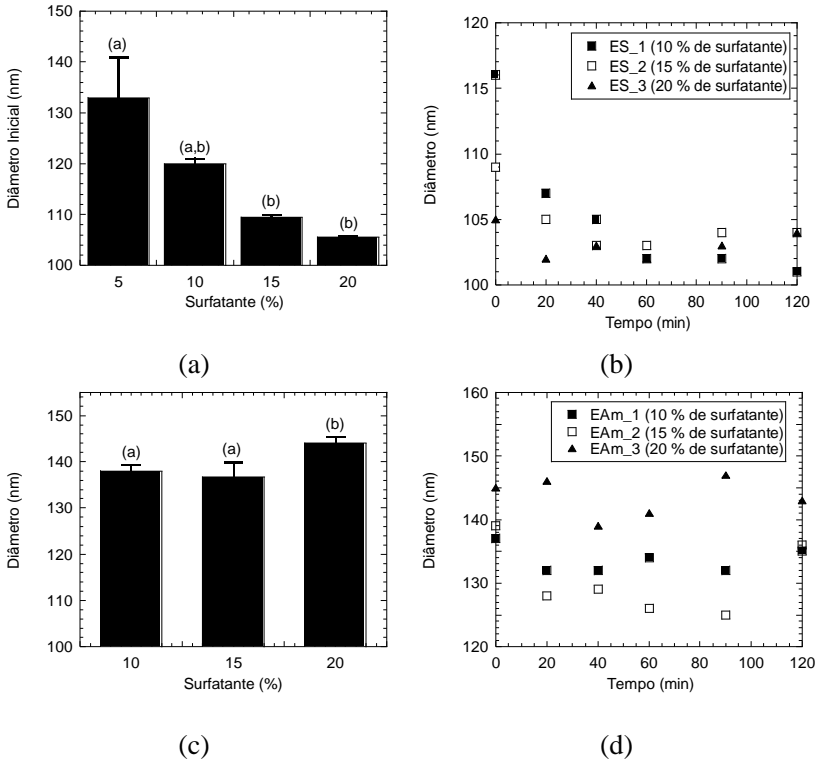 150
140
130
120
110
100
Diâmetro Inicial (nm)
(a)
(a,b)
(b)
(b)
5 10 15 20
Surfatante (%)
(a)
120
115
110
105
100
Diâmetro (nm)
ES_1 (10 % de surfatante)
ES_2 (15 % de surfatante)
ES_3 (20 % de surfatante)
0 20 40 60 80 100 120
Tempo (min)
(b)
150
140
130
120
110
100
Diâmetro (nm)
(a)
(a)
(b)
10 15 20
Surfatante (%)
(c)
160
150
140
130
120
Diâmetro (nm)
EAm_1 (10 % de surfatante)
EAm_2 (15 % de surfatante)
EAm_3 (20 % de surfatante)
0 20 40 60 80 100 120
Tempo (min)
(d)